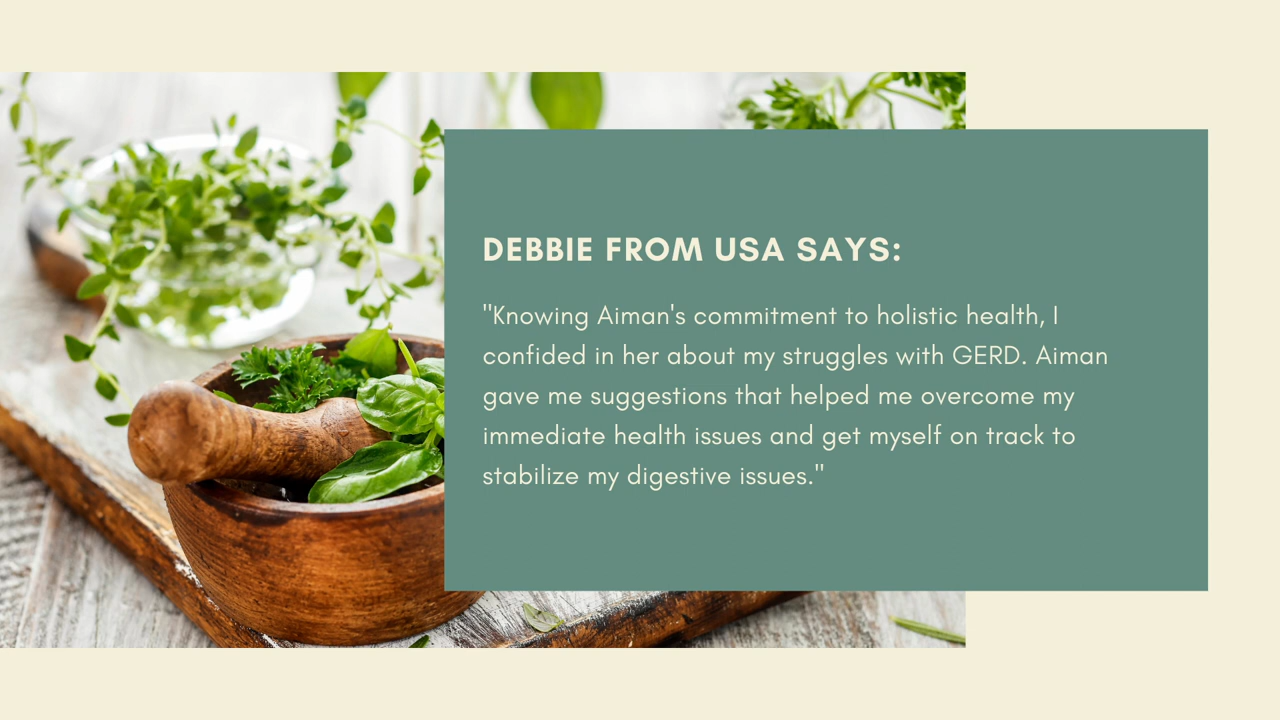 DEBBIE FROM USA SAYS:
"Knowing Aiman's commitment to holistic health, I
confided in her about my struggles with GERD. Aiman
gave me suggestions that helped me overcome my
immediate health issues and get myself on track to
stabilize my digestive issues."